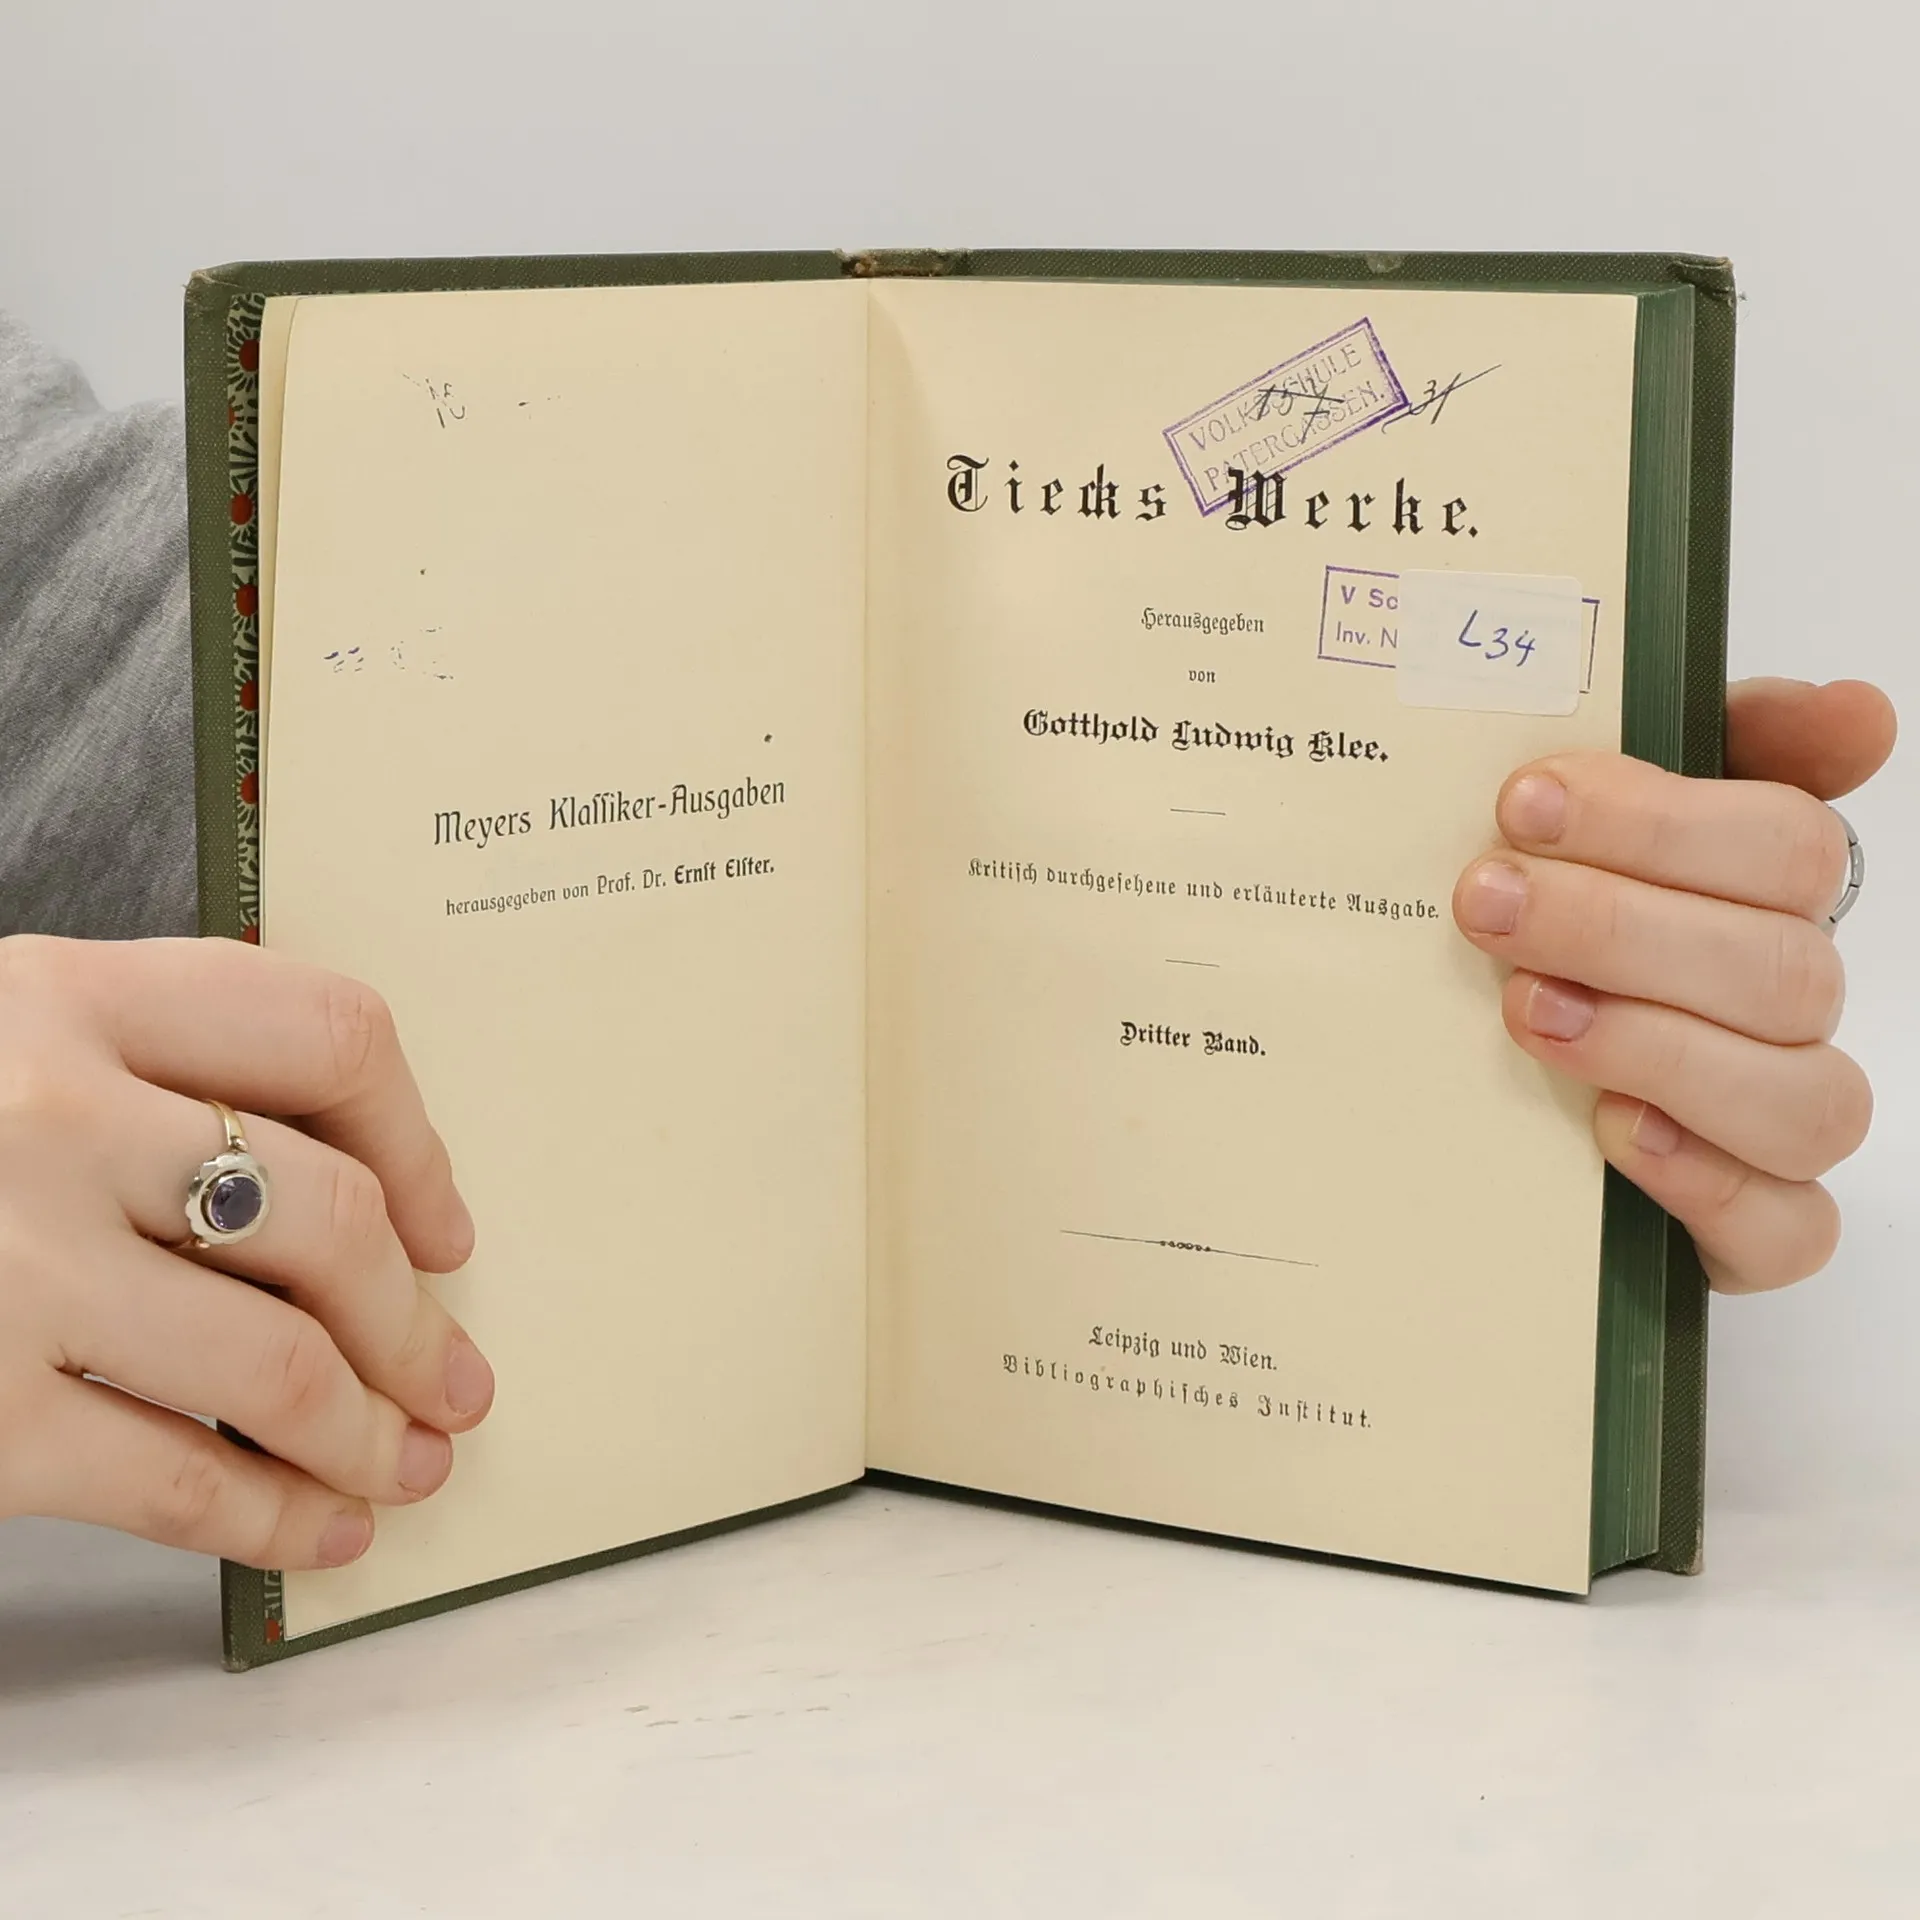 Meyers Klaſſiker-Ausgaben
herausgegeben von Prof. Dr. Ernſt Elſter.
VOLKSSCHULE
PATERGASSEN.
31
Tiecks Werke.
Herausgegeben
von
Gotthold Ludwig Klee.
V Sc
Inv. N
L34
Kritiſch durchgeſehene und erläuterte Ausgabe.
Dritter Band.
Leipzig und Wien.
Bibliographiſches Inſtitut.